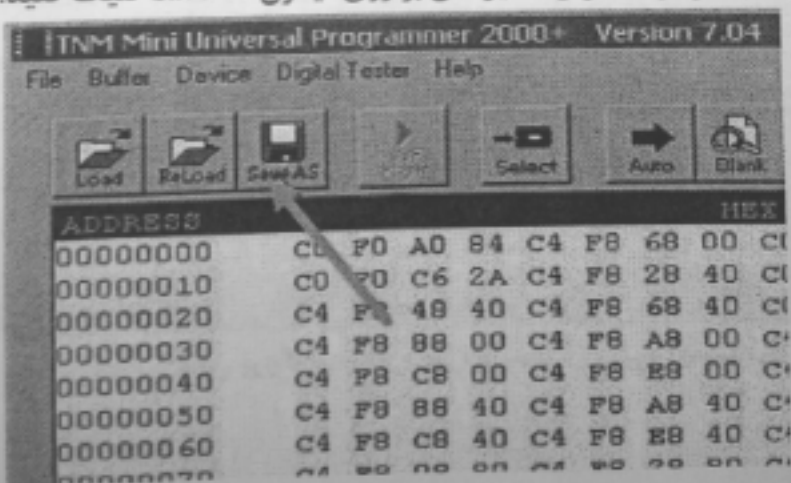 TNM Mini Universal Programmer 2000+ Version 7.04
File Buffer Device Digital Tester Help
Load ReLoad Save AS Select Auto Blank
ADDRESS HEX
00000000 C0 F0 A0 84 C4 F8 68 00
00000010 C0 F0 C6 2A C4 F8 28 40
00000020 C4 F8 48 40 C4 F8 68 40
00000030 C4 F8 88 00 C4 F8 A8 00
00000040 C4 F8 C8 00 C4 F8 E8 00
00000050 C4 F8 88 40 C4 F8 A8 40
00000060 C4 F8 C8 40 C4 F8 E8 40